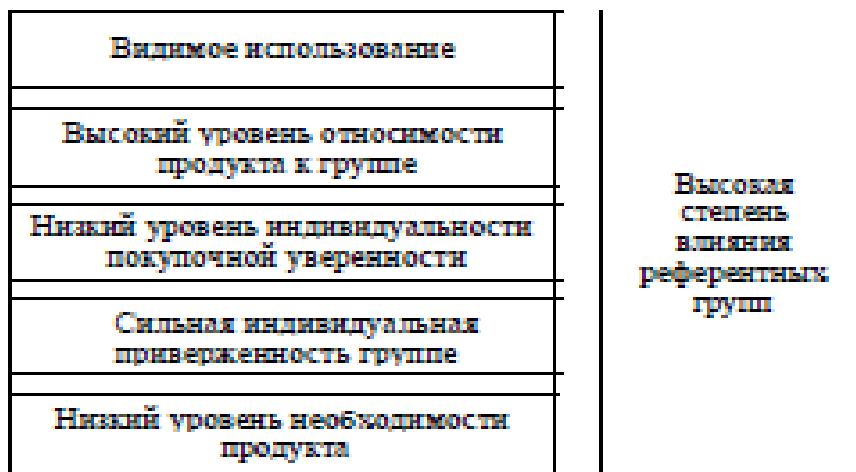 Видимое использование
Высокий уровень относимости
продукта к группе
Низкий уровень индивидуальности
покупочной уверенности
Сильная индивидуальная
приверженность группе
Низкий уровень необходимости
продукта
Высокая
степень
влияния
референтных
групп